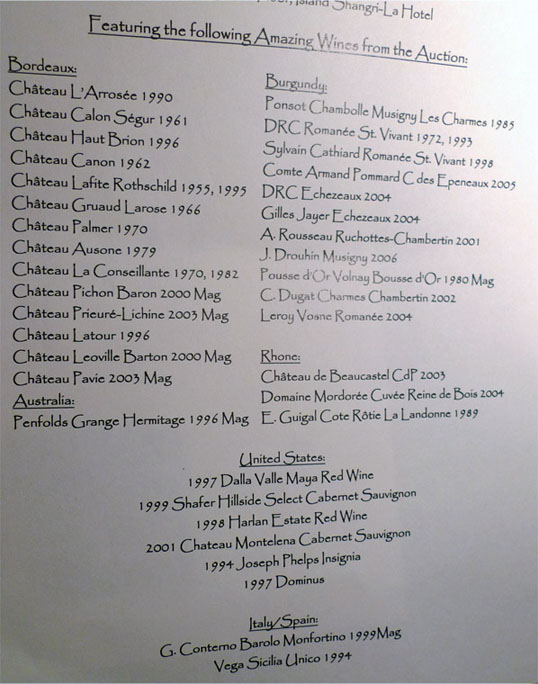 Island Shangri-La Hotel
Featuring the following Amazing Wines from the Auction:
Bordeaux:
Château L'Arrosée 1990
Château Calon Ségur 1961
Château Haut Brion 1996
Château Canon 1962
Château Lafite Rothschild 1955, 1995
Château Gruaud Larose 1966
Château Palmer 1970
Château Ausone 1979
Château La Conseillante 1970, 1982
Château Pichon Baron 2000 Mag
Château Prieuré-Lichine 2003 Mag
Château Latour 1996
Château Leoville Barton 2000 Mag
Château Pavie 2003 Mag
Australia:
Penfolds Grange Hermitage 1996 Mag
Burgundy:
Ponsot Chambolle Musigny Les Charmes 1985
DRC Romanée St. Vivant 1972, 1993
Sylvain Cathiard Romanée St. Vivant 1998
Comte Armand Pommard C des Epeneaux 2005
DRC Echezeaux 2004
Gilles Jayer Echezeaux 2004
A. Rousseau Ruchottes-Chambertin 2001
J. Drouhin Musigny 2006
Pousse d'Or Volnay Bousse d'Or 1980 Mag
C. Dugat Charmes Chambertin 2002
Leroy Vosne Romanée 2004
Rhone:
Château de Beaucastel CdP 2003
Domaine Mordorée Cuvée Reine de Bois 2004
E. Guigal Cote Rôtie La Landonne 1989
United States:
1997 Dalla Valle Maya Red Wine
1999 Shafer Hillside Select Cabernet Sauvignon
1998 Harlan Estate Red Wine
2001 Chateau Montelena Cabernet Sauvignon
1994 Joseph Phelps Insignia
1997 Dominus
Italy/Spain:
G. Conterno Barolo Monfortino 1999Mag
Vega Sicilia Unico 1994